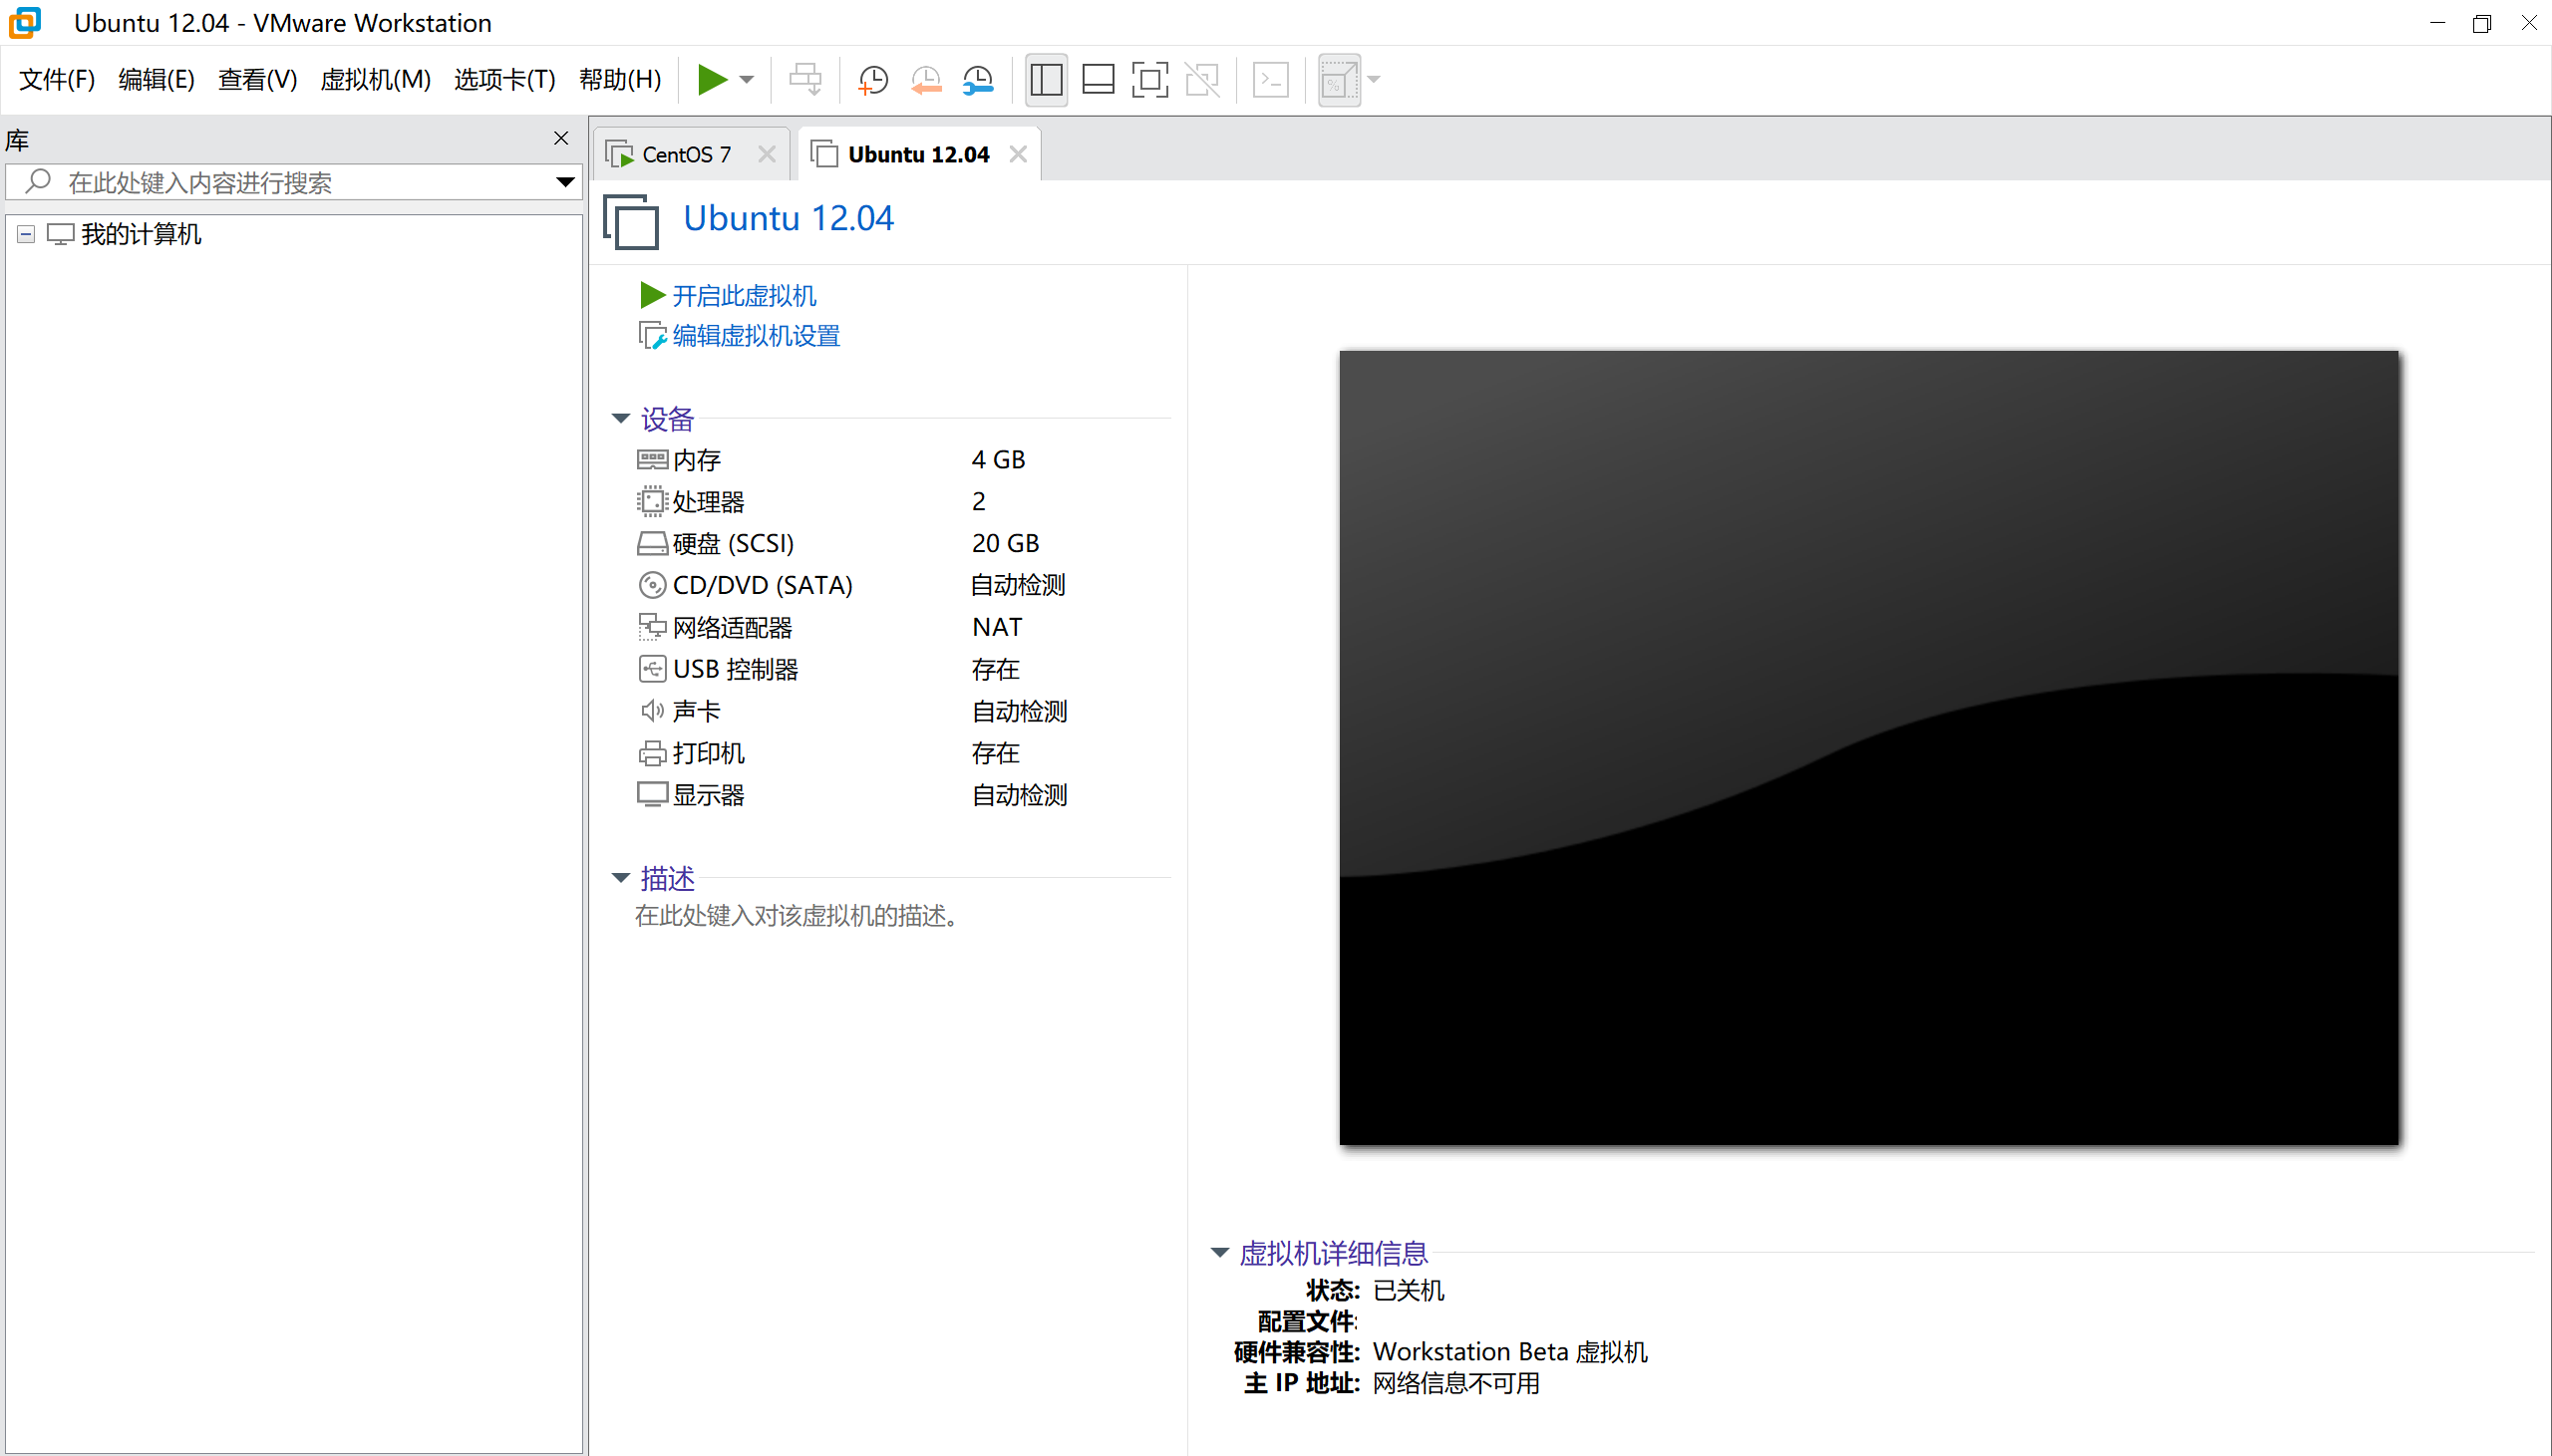 Ubuntu 12.04 - VMware Workstation
文件(F) 编辑(E) 查看(V) 虚拟机(M) 选项卡(T) 帮助(H)
库
在此处键入内容进行搜索
我的计算机
CentOS 7
Ubuntu 12.04
Ubuntu 12.04
开启此虚拟机
编辑虚拟机设置
设备
内存 4 GB
处理器 2
硬盘 (SCSI) 20 GB
CD/DVD (SATA) 自动检测
网络适配器 NAT
USB 控制器 存在
声卡 自动检测
打印机 存在
显示器 自动检测
描述
在此处键入对该虚拟机的描述。
虚拟机详细信息
状态: 已关机
配置文件:
硬件兼容性: Workstation Beta 虚拟机
主 IP 地址: 网络信息不可用